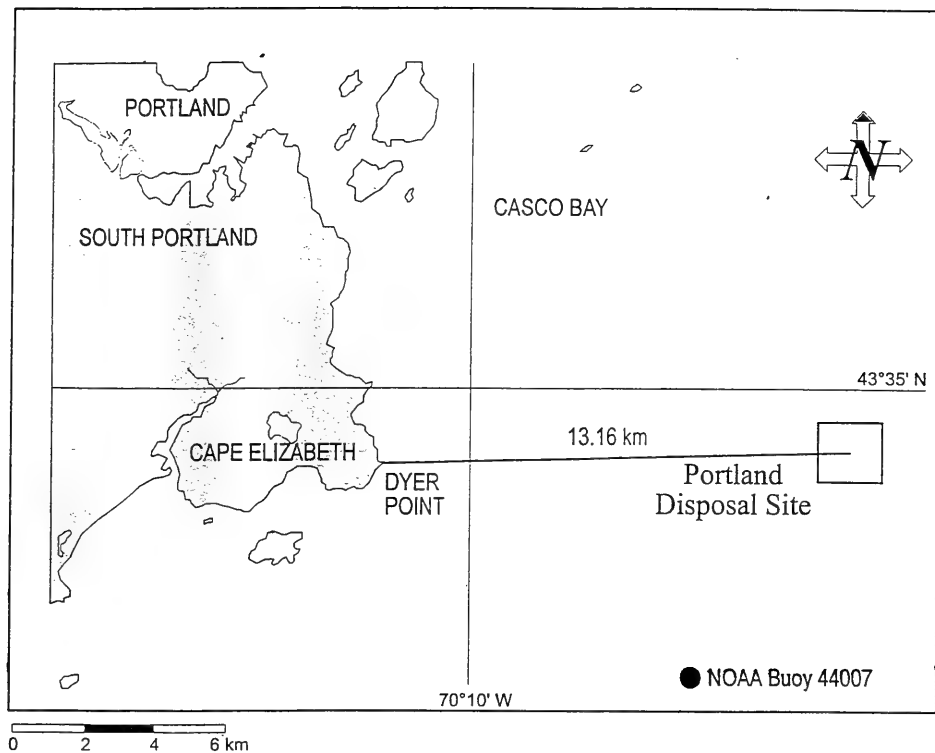 PORTLAND
N
CASCO BAY
SOUTH PORTLAND
43°35' N
13.16 km
CAPE ELIZABETH
DYER
POINT
Portland
Disposal Site
NOAA Buoy 44007
70°10' W
0 2 4 6 km